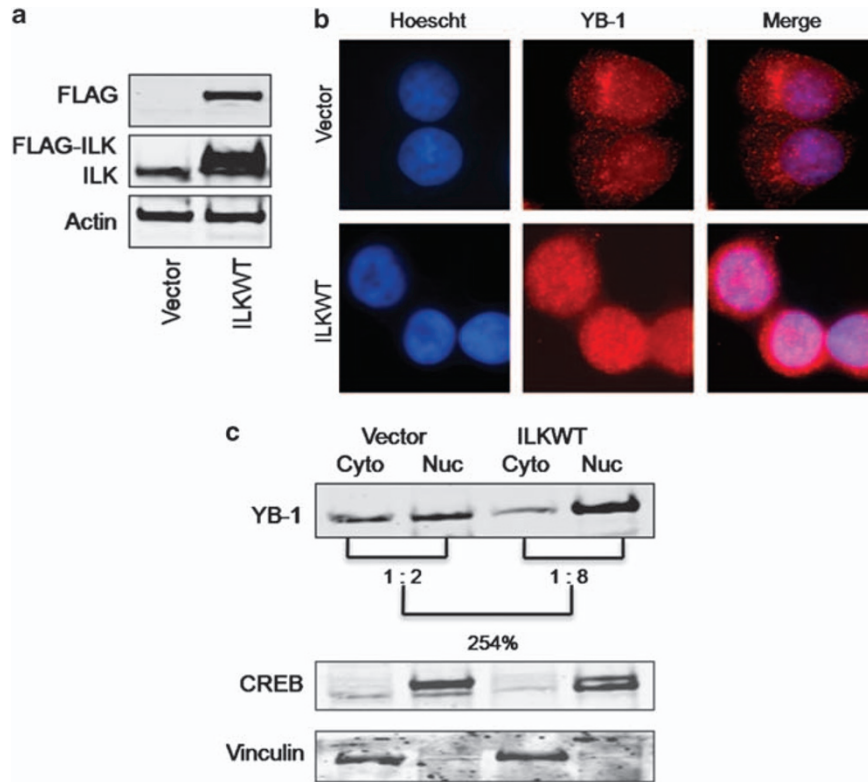 a
FLAG
FLAG-ILK
ILK
Actin
Vector
ILKWT
b
Hoescht
YB-1
Merge
Vector
ILKWT
c
Vector
ILKWT
Cyto
Nuc
Cyto
Nuc
YB-1
1 : 2
1 : 8
254%
CREB
Vinculin